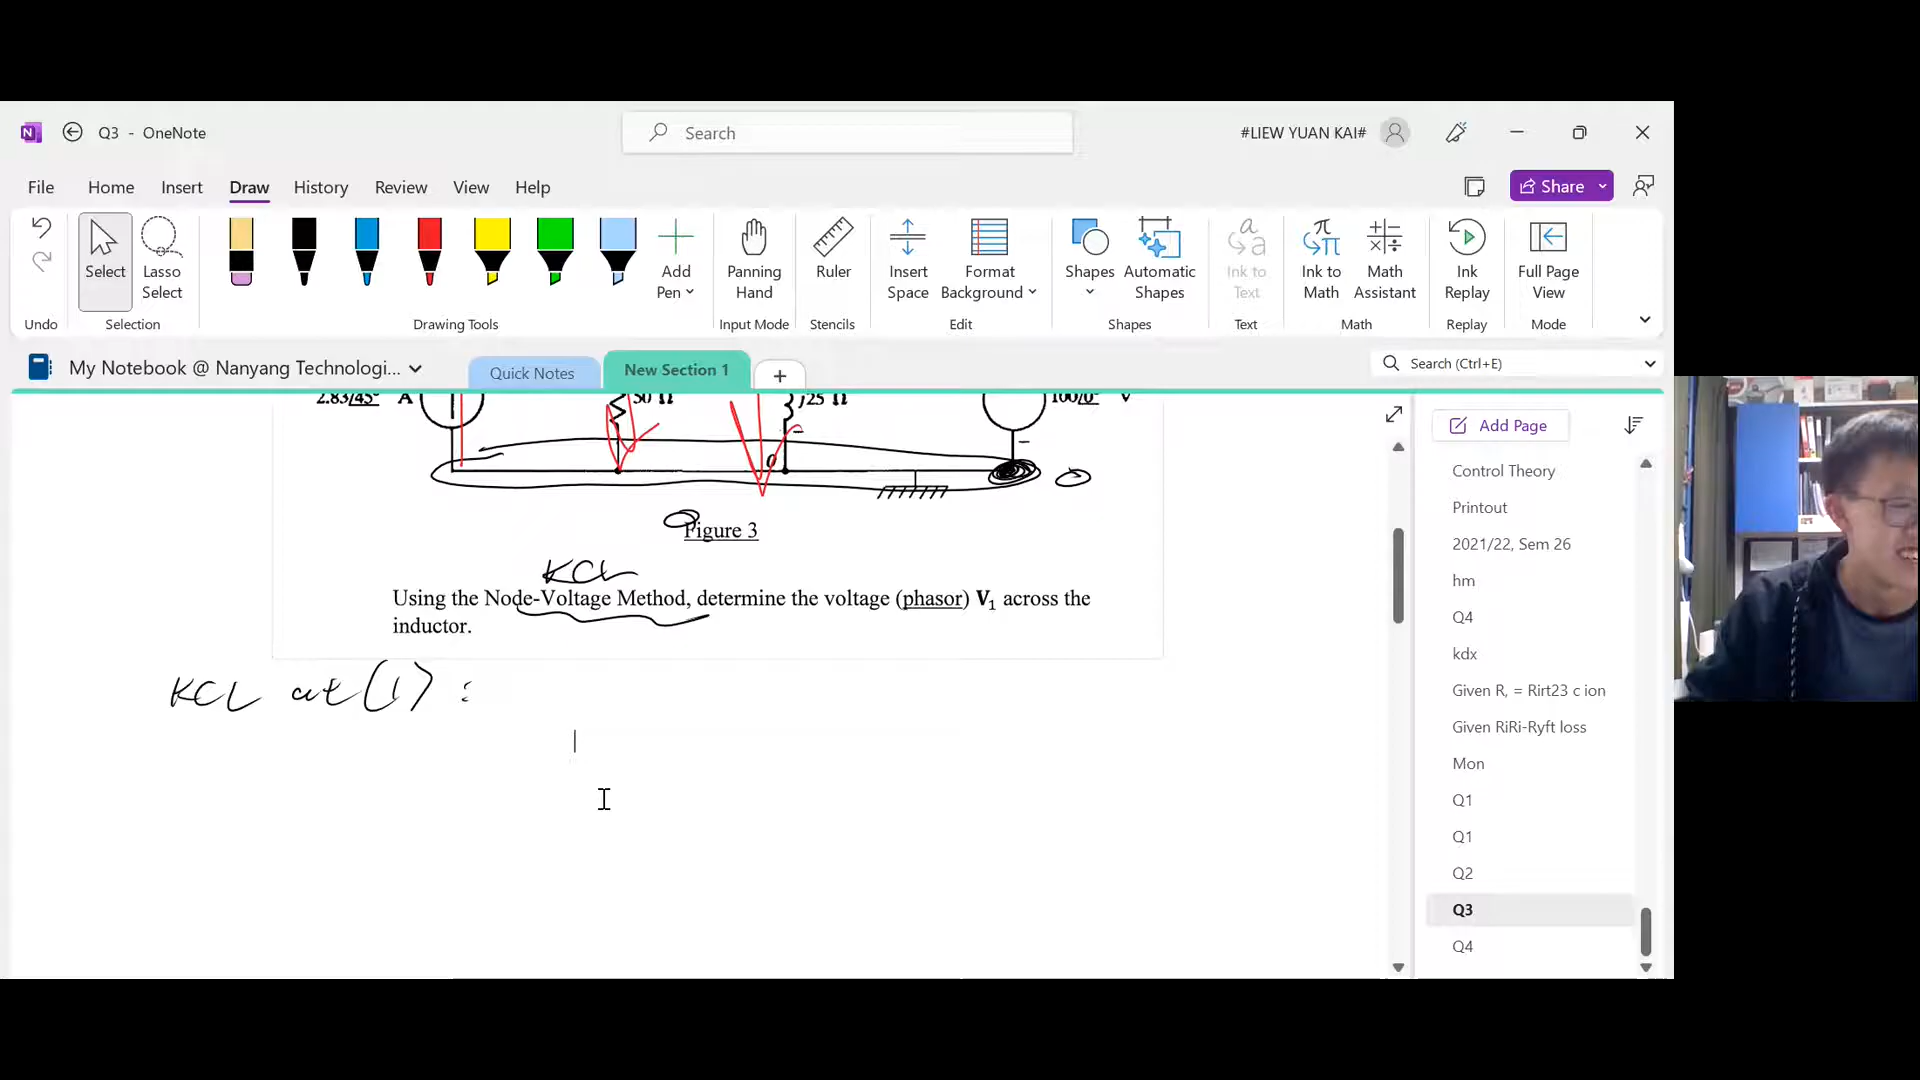 Q3 - OneNote
Search
#LIEW YUAN KAI#
File Home Insert Draw History Review View Help
Share
Select
Lasso Select
Add Pen
Panning Hand
Ruler
Insert Space
Format Background
Shapes
Automatic Shapes
Ink to Text
Ink to Math
Math Assistant
Ink Replay
Full Page View
Undo
Selection
Drawing Tools
Input Mode
Stencils
Edit
Shapes
Text
Math
Replay
Mode
My Notebook @ Nanyang Technologi...
Quick Notes
New Section 1
+
Search (Ctrl+E)
2.83/45° A
50 Ω
j25 Ω
100/0° V
0
Figure 3
KCL
Using the Node-Voltage Method, determine the voltage (phasor) V₁ across the
inductor.
KCL at (1) :
Add Page
Control Theory
Printout
2021/22, Sem 26
hm
Q4
kdx
Given R, = Rirt23 c ion
Given RiRi-Ryft loss
Mon
Q1
Q1
Q2
Q3
Q4